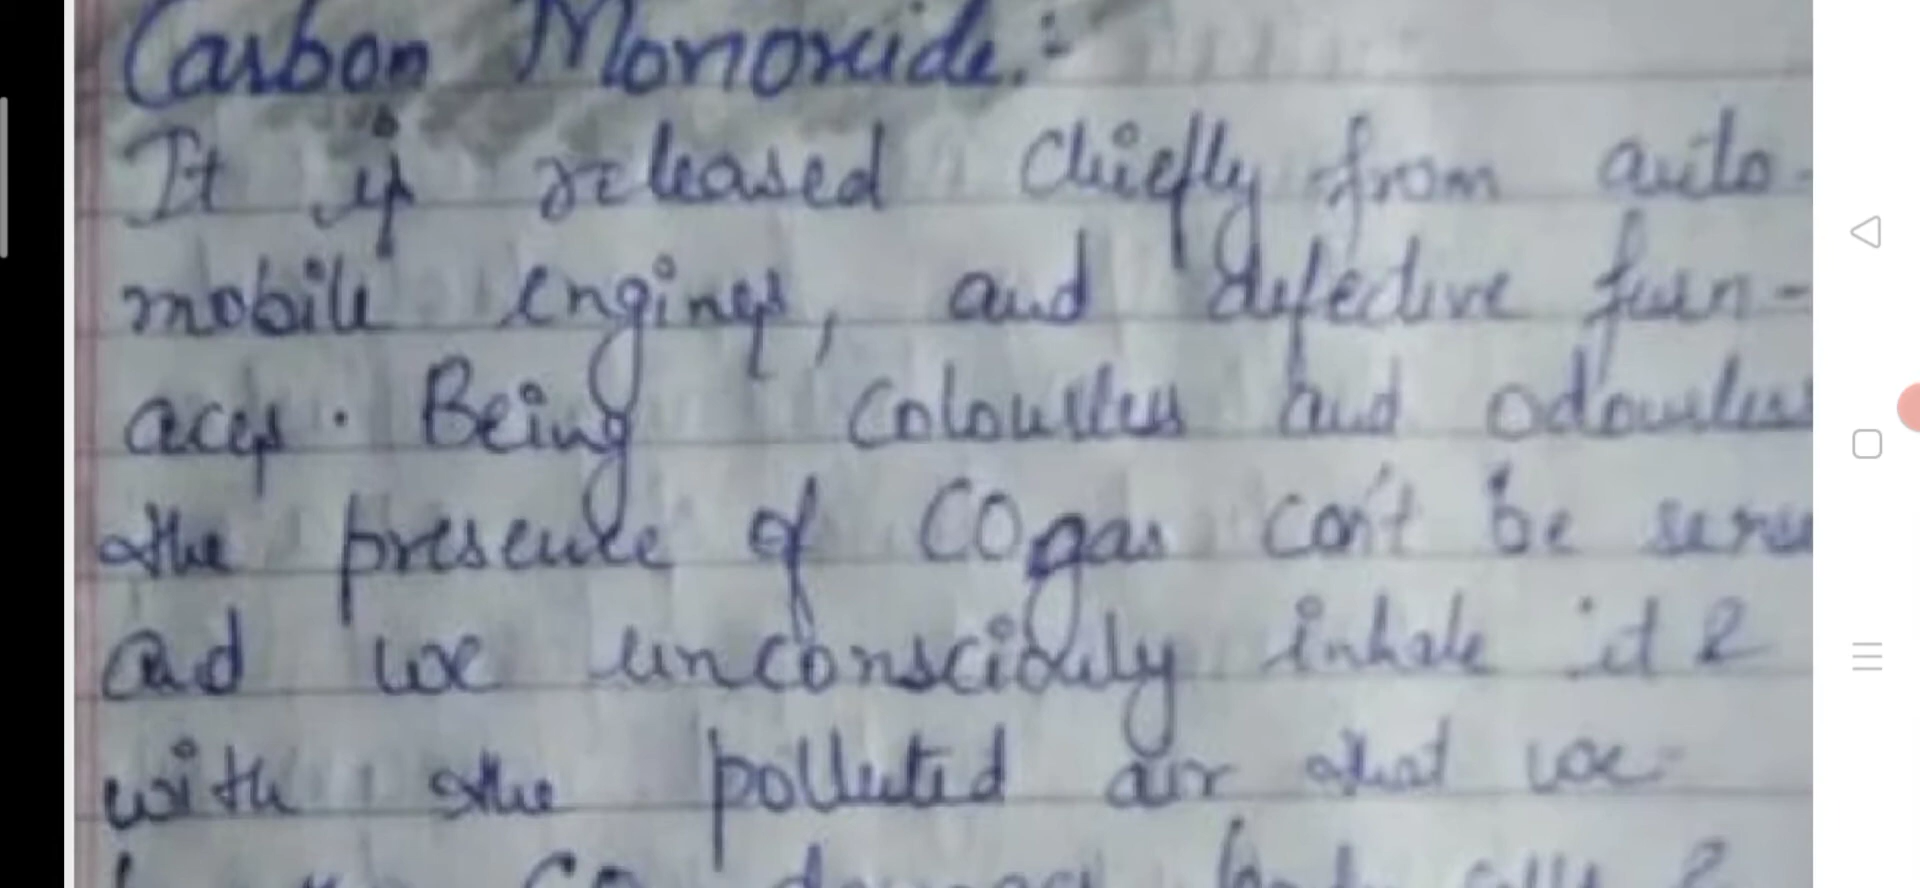 Carbon Monoxide:-
It is released chiefly from auto-
mobile engines, and defective furn-
aces. Being colourless and odourless
the presence of CO gas can't be
and we unconsciously inhale it &
with the polluted air that we
CO